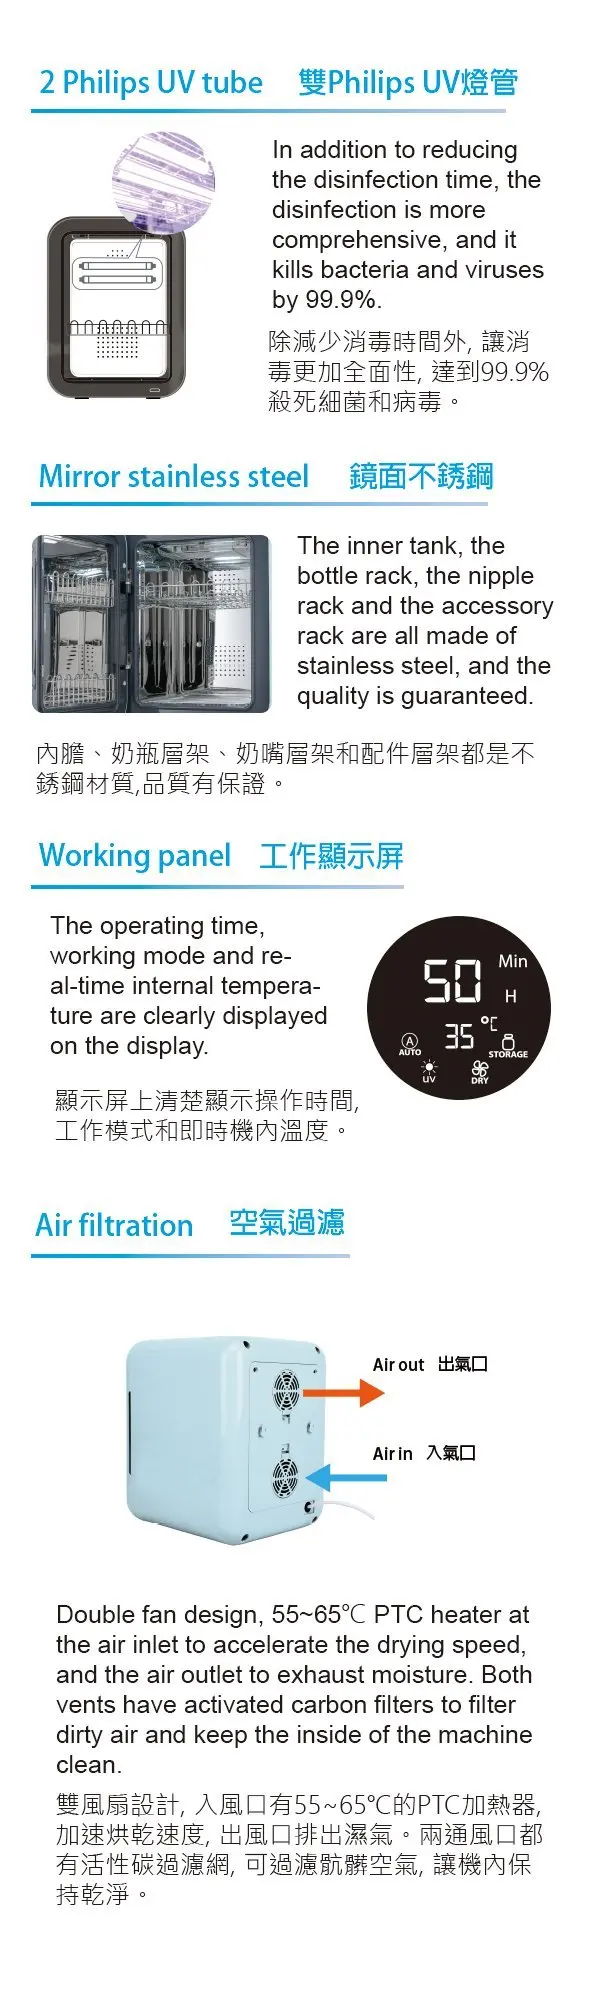 2 Philips UV tube 雙Philips UV燈管
In addition to reducing
the disinfection time, the
disinfection is more
comprehensive, and it
kills bacteria and viruses
by 99.9%.
除減少消毒時間外, 讓消
毒更加全面性, 達到99.9%
殺死細菌和病毒。
Mirror stainless steel 鏡面不銹鋼
The inner tank, the
bottle rack, the nipple
rack and the accessory
rack are all made of
stainless steel, and the
quality is guaranteed.
內膽、奶瓶層架、奶嘴層架和配件層架都是不
銹鋼材質,品質有保證。
Working panel 工作顯示屏
The operating time,
working mode and re-
al-time internal tempera-
ture are clearly displayed
on the display.
50 Min
H
35 °C
A
AUTO
STORAGE
UV
DRY
顯示屏上清楚顯示操作時間,
工作模式和即時機內溫度。
Air filtration 空氣過濾
Air out 出氣口
Air in 入氣口
Double fan design, 55~65℃ PTC heater at
the air inlet to accelerate the drying speed,
and the air outlet to exhaust moisture. Both
vents have activated carbon filters to filter
dirty air and keep the inside of the machine
clean.
雙風扇設計, 入風口有55~65℃的PTC加熱器,
加速烘乾速度, 出風口排出濕氣。兩通風口都
有活性碳過濾網, 可過濾骯髒空氣, 讓機內保
持乾淨。